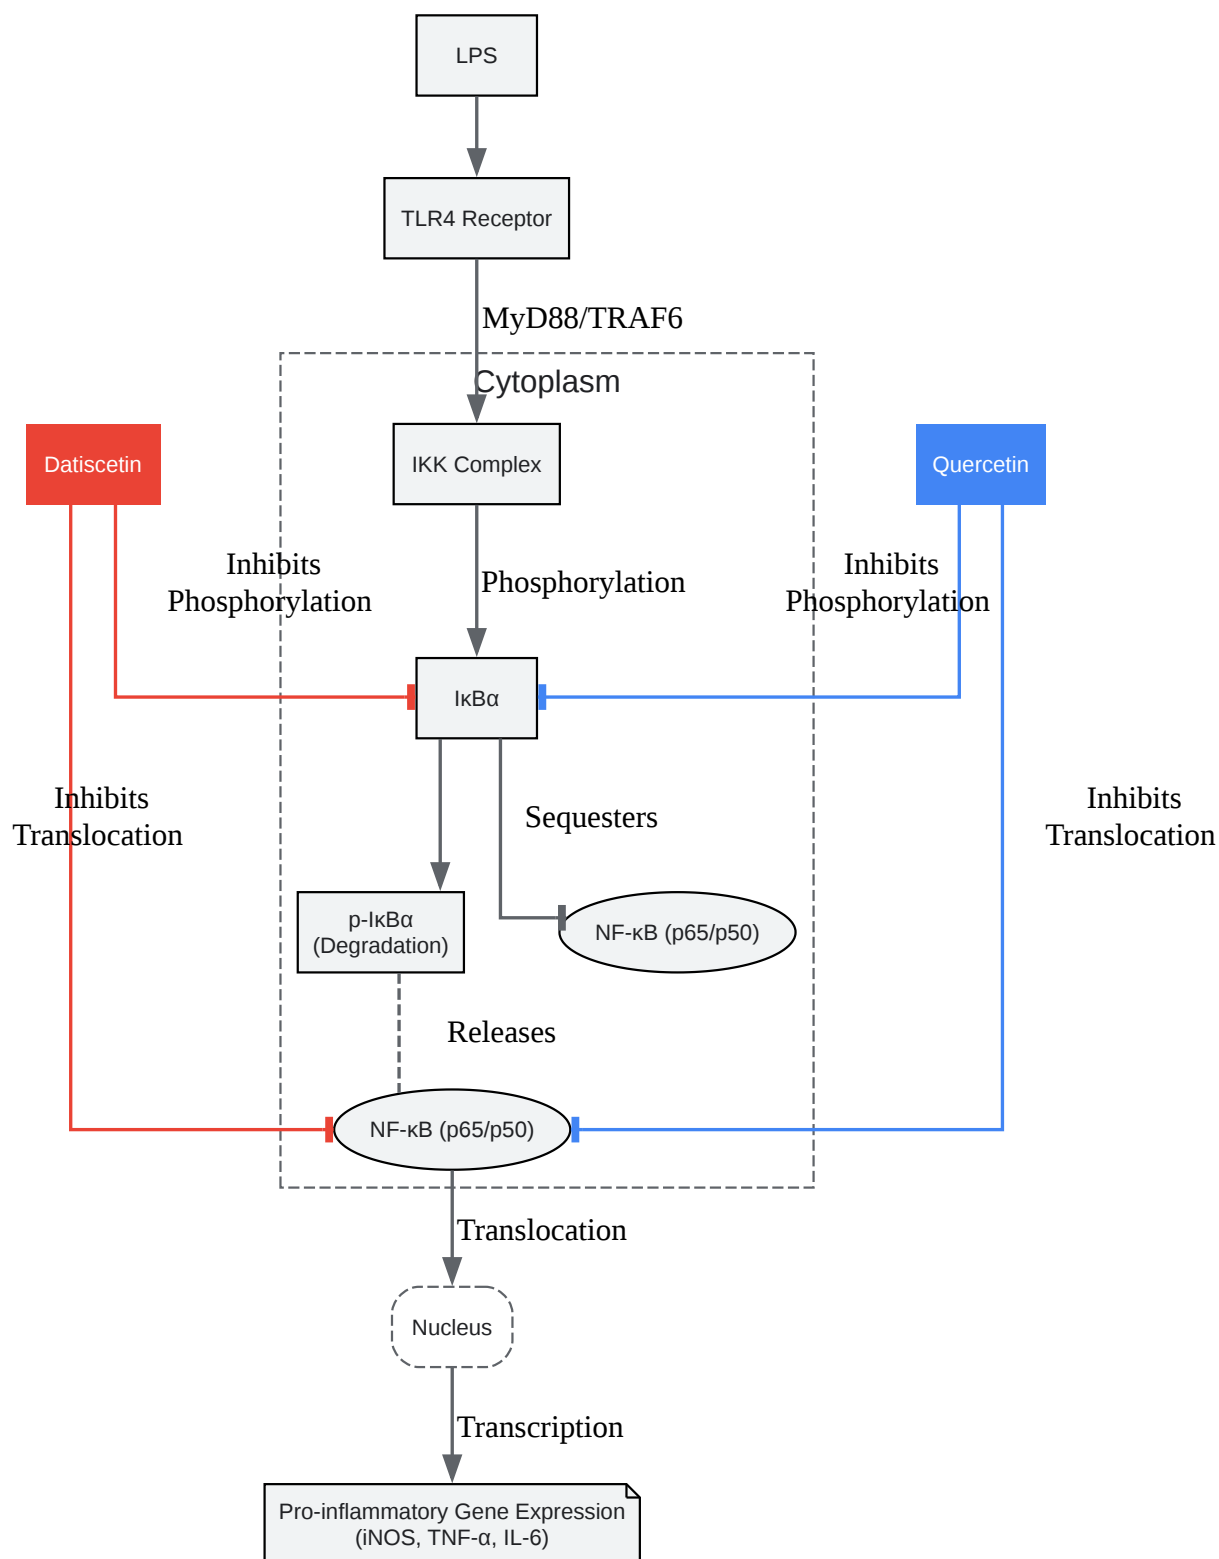 LPS
TLR4 Receptor
MyD88/TRAF6
Cytoplasm
Datiscetin
IKK Complex
Quercetin
Inhibits
Phosphorylation
Phosphorylation
Inhibits
Phosphorylation
IκBα
Inhibits
Translocation
Sequesters
Inhibits
Translocation
p-IκBα
(Degradation)
NF-κB (p65/p50)
Releases
NF-κB (p65/p50)
Translocation
Nucleus
Transcription
Pro-inflammatory Gene Expression
(iNOS, TNF-α, IL-6)